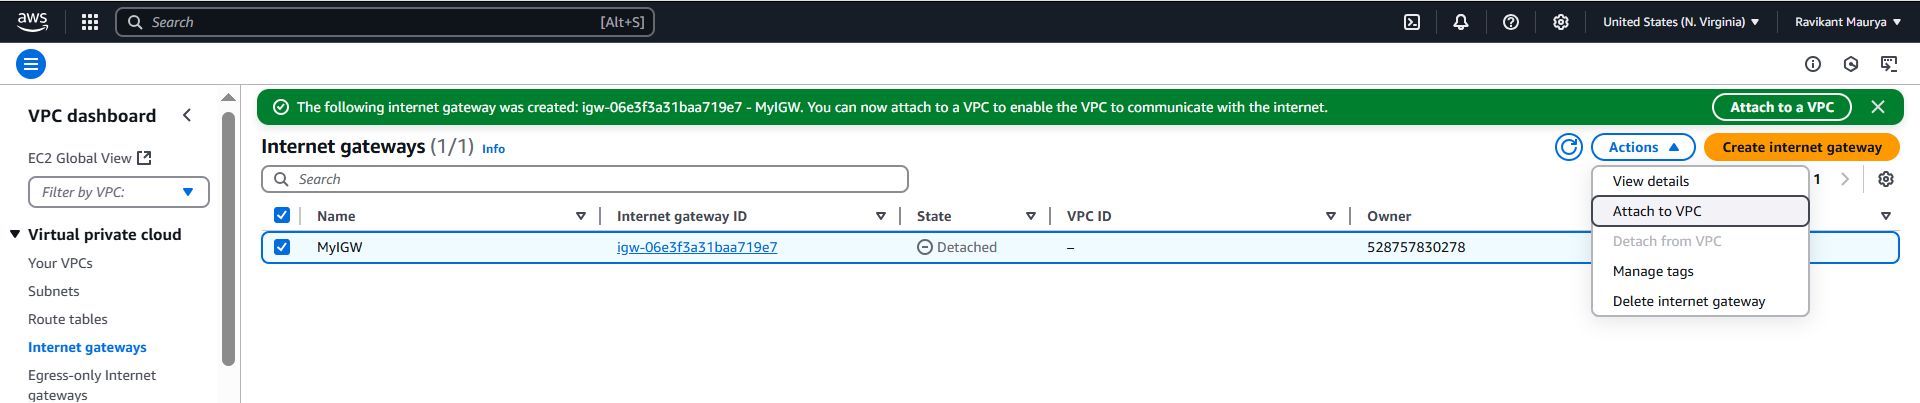 aws
Search [Alt+S]
United States (N. Virginia)
Ravikant Maurya
VPC dashboard
EC2 Global View
Filter by VPC:
Virtual private cloud
Your VPCs
Subnets
Route tables
Internet gateways
Egress-only Internet
gateways
The following internet gateway was created: igw-06e3f3a31baa719e7 - MyIGW. You can now attach to a VPC to enable the VPC to communicate with the internet.
Attach to a VPC
Internet gateways (1/1) Info
Actions
Create internet gateway
Search
1
View details
Attach to VPC
Detach from VPC
Manage tags
Delete internet gateway
Name Internet gateway ID State VPC ID Owner
MyIGW igw-06e3f3a31baa719e7 Detached – 528757830278